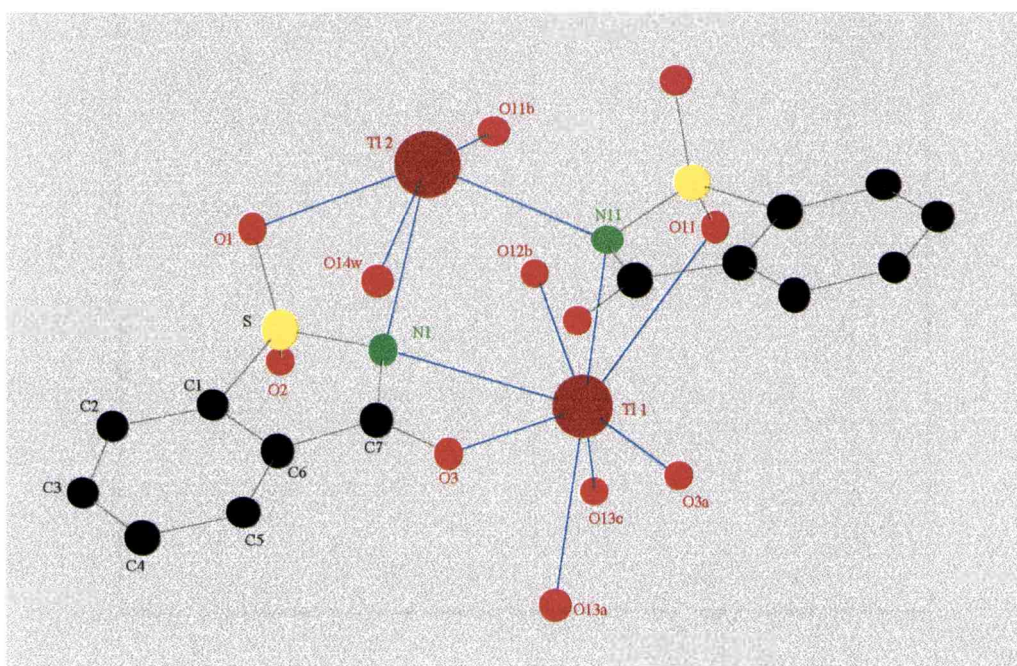 O11b
Tl 2
N11
O11
O1
O12b
O14w
S
N1
O2
C1
C2
Tl 1
C7
C6
O3
C3
O3a
O13c
C5
C4
O13a